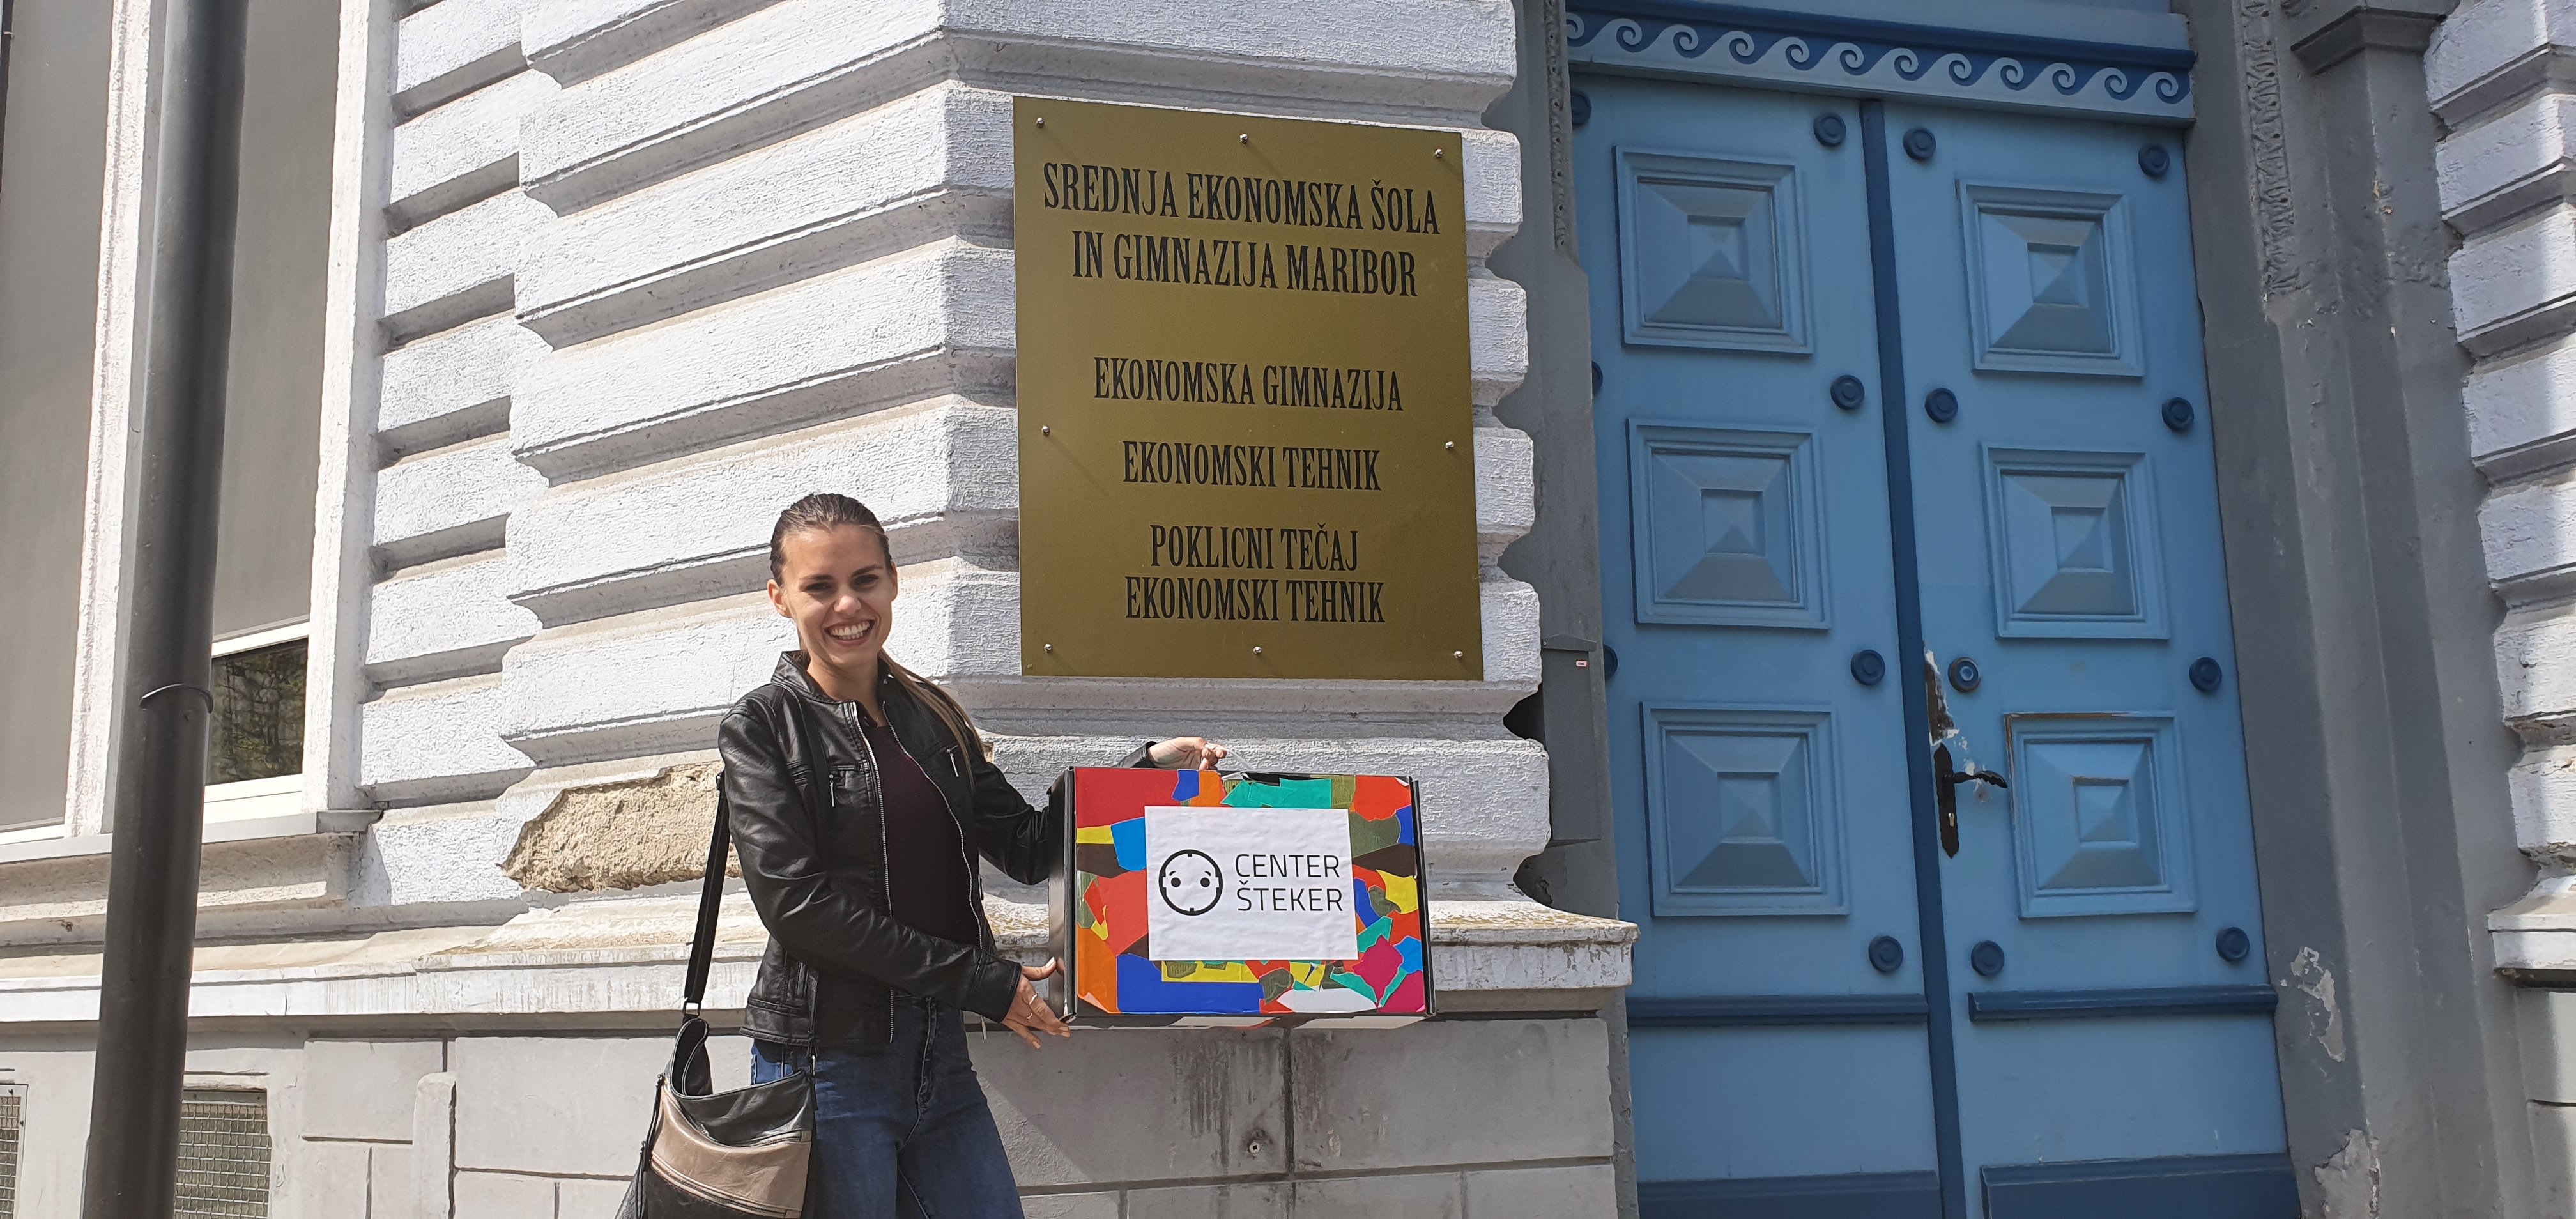 SREDNJA EKONOMSKA ŠOLA
IN GIMNAZIJA MARIBOR
EKONOMSKA GIMNAZIJA
EKONOMSKI TEHNIK
POKLICNI TEČAJ
EKONOMSKI TEHNIK
CENTER
ŠTEKER